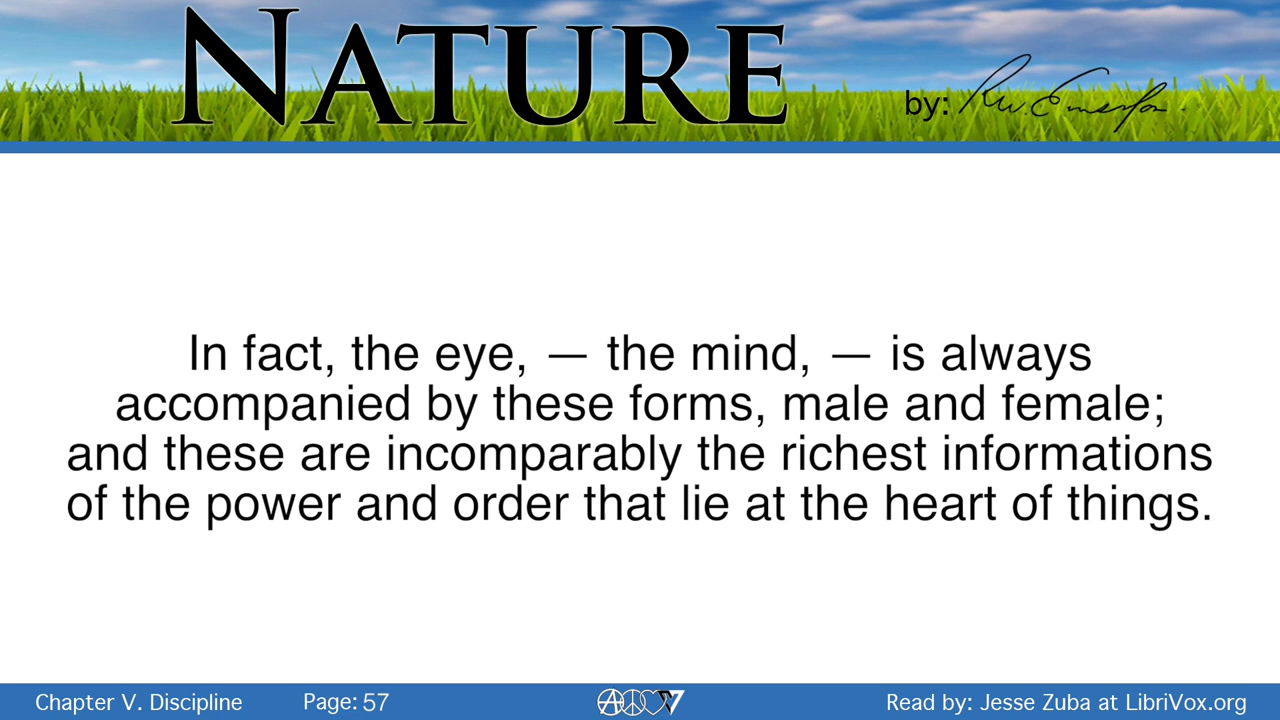 NATURE
by: R.W. Emerson.
In fact, the eye, — the mind, — is always
accompanied by these forms, male and female;
and these are incomparably the richest informations
of the power and order that lie at the heart of things.
Chapter V. Discipline Page: 57 Read by: Jesse Zuba at LibriVox.org